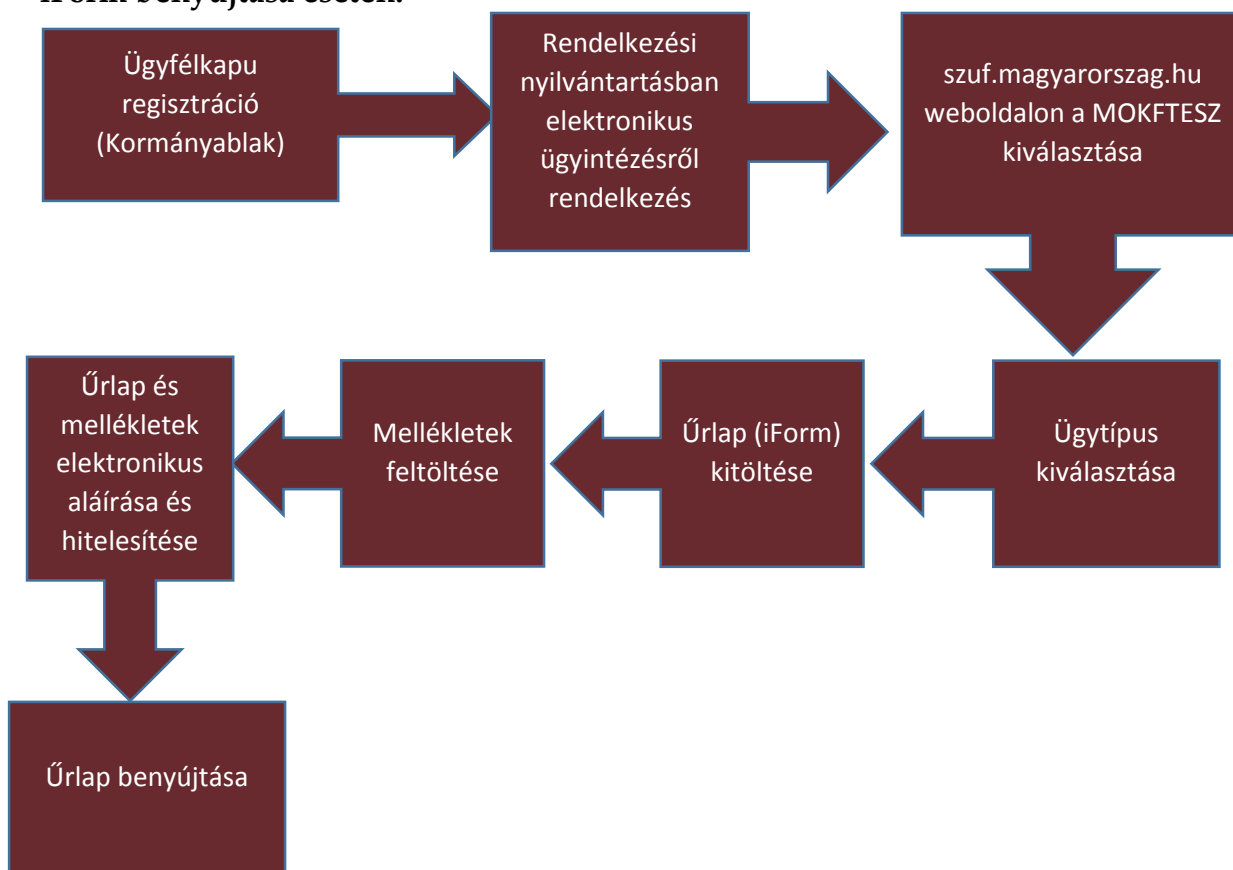 iForm benyújtása esetén:
Ügyfélkapu
regisztráció
(Kormányablak)
Rendelkezési
nyilvántartásban
elektronikus
ügyintézésről
rendelkezés
szuf.magyarorszag.hu
weboldalon a MOKFTESZ
kiválasztása
Ügytípus
kiválasztása
Űrlap (iForm)
kitöltése
Mellékletek
feltöltése
Űrlap és
mellékletek
elektronikus
aláírása és
hitelesítése
Űrlap benyújtása